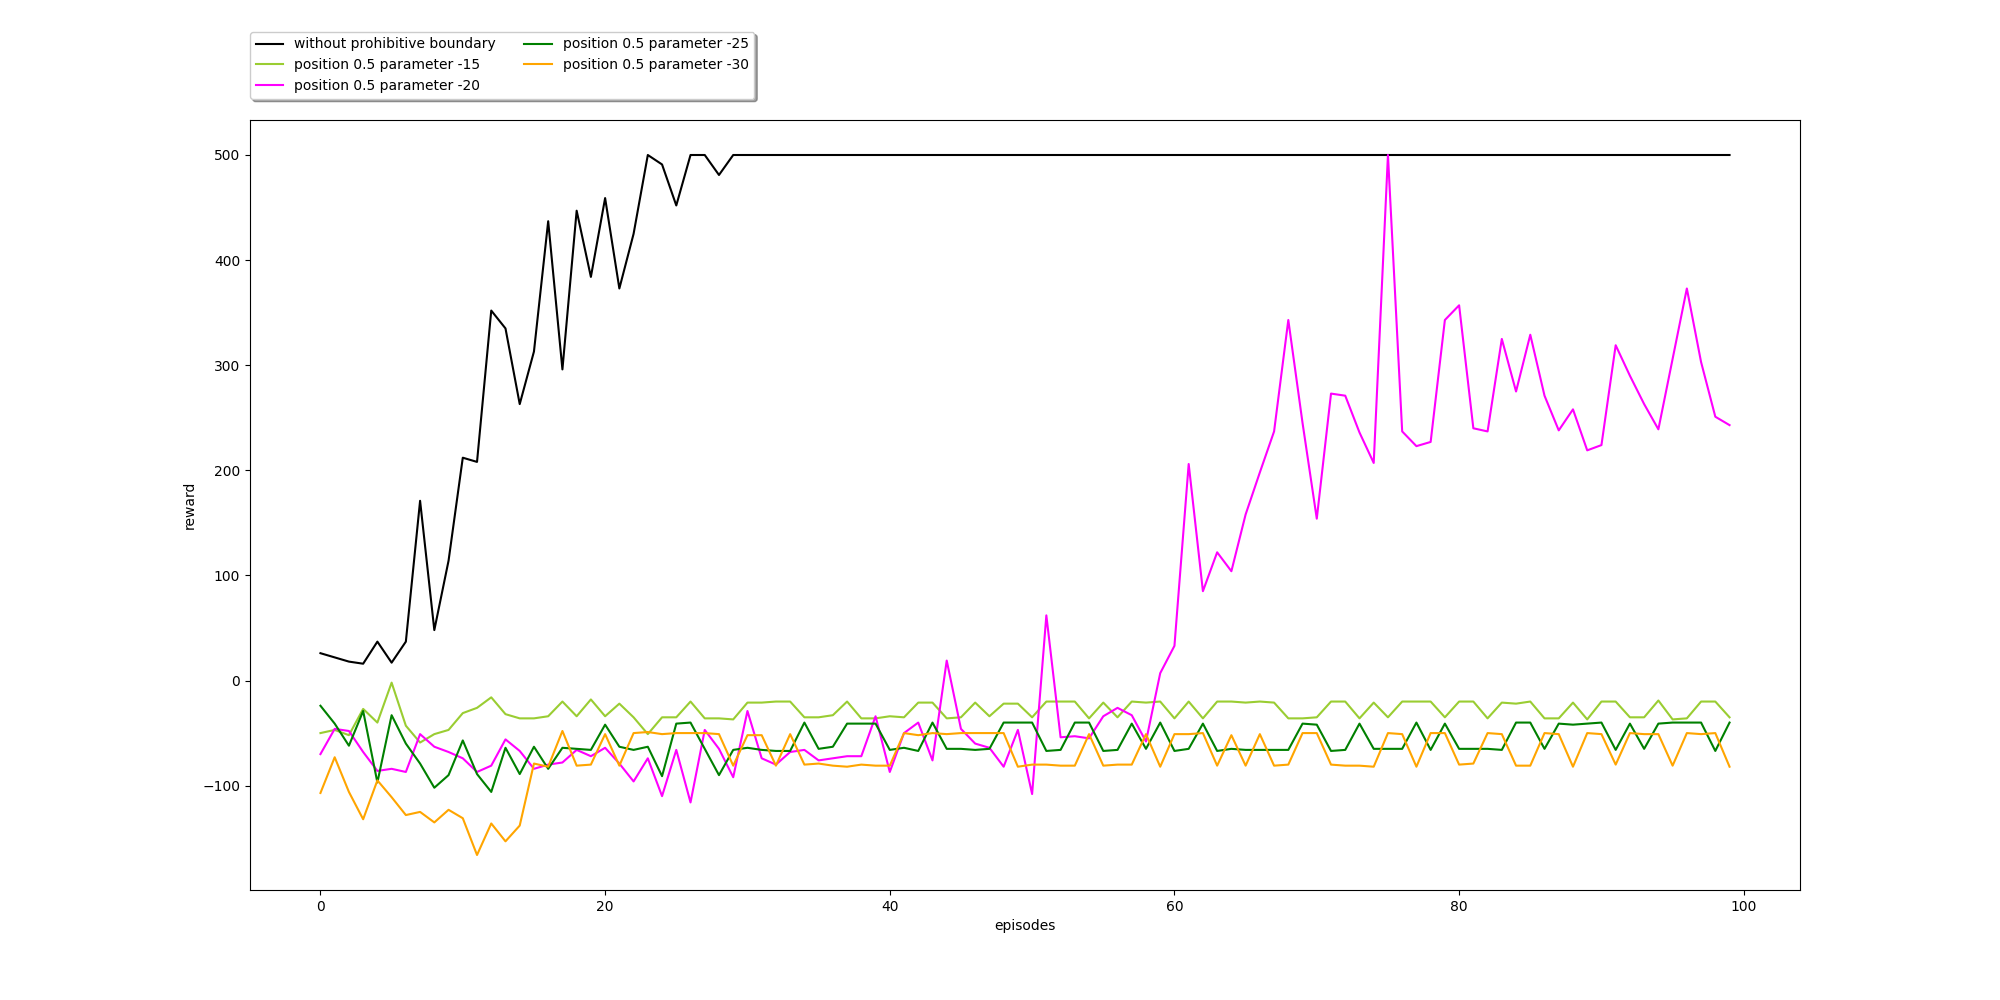 without prohibitive boundary
position 0.5 parameter -15
position 0.5 parameter -20
position 0.5 parameter -25
position 0.5 parameter -30
500
400
300
200
100
0
−100
reward
0
20
40
60
80
100
episodes